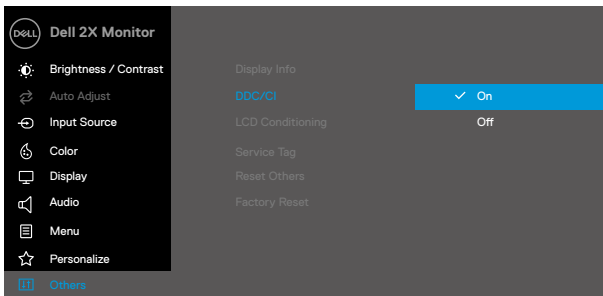 DELL Dell 2X Monitor
Brightness / Contrast
Display Info
Auto Adjust
DDC/CI
On
Input Source
LCD Conditioning
Off
Color
Service Tag
Display
Reset Others
Audio
Factory Reset
Menu
Personalize
Others